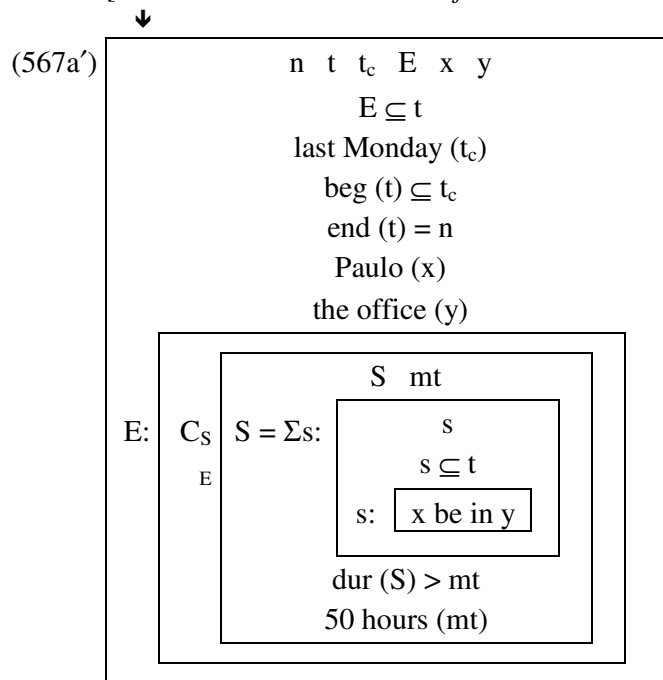 ↓
(567a′) n t t_c E x y
E ⊆ t
last Monday (t_c)
beg (t) ⊆ t_c
end (t) = n
Paulo (x)
the office (y)
S mt
E: C_S E S = Σs: s
s ⊆ t
s: x be in y
dur (S) > mt
50 hours (mt)